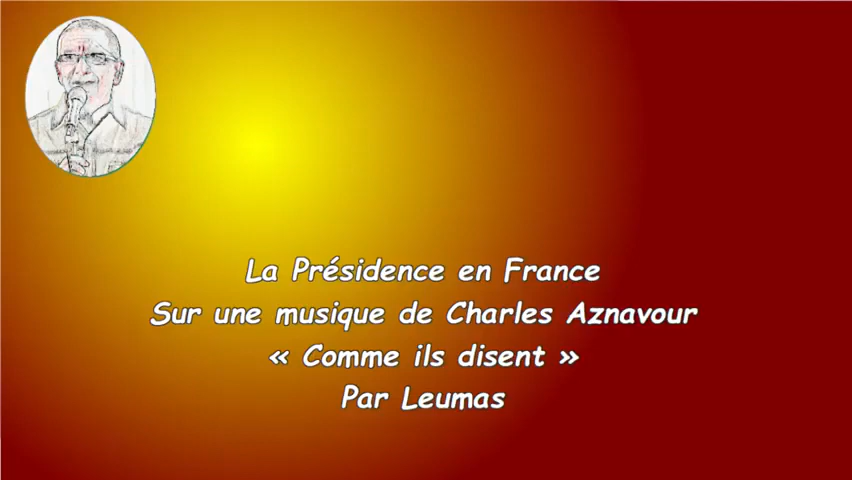 La Présidence en France
Sur une musique de Charles Aznavour
« Comme ils disent »
Par Leumas